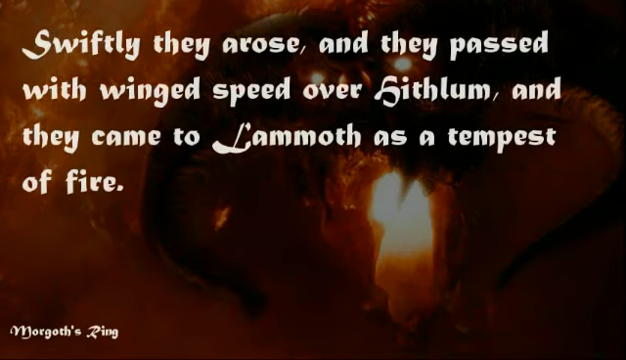 Swiftly they arose, and they passed
with winged speed over Hithlum, and
they came to Lammoth as a tempest
of fire.
Morgoth's Ring